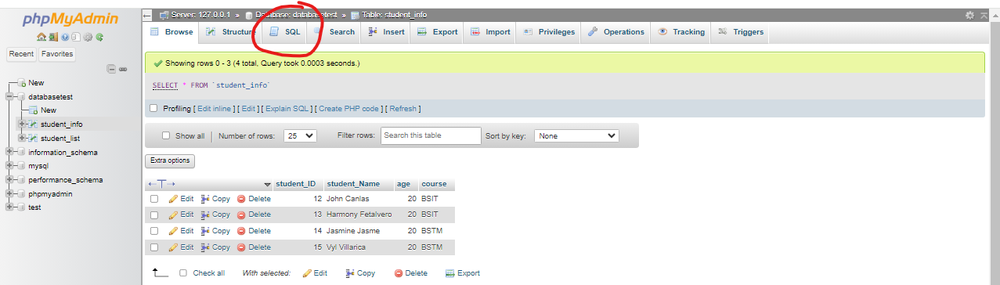 phpMyAdmin
Recent Favorites
New
databasetest
New
student_info
student_list
information_schema
mysql
performance_schema
phpmyadmin
test
Server: 127.0.0.1 » Database: databasetest » Table: student_info
Browse Structure SQL Search Insert Export Import Privileges Operations Tracking Triggers
Showing rows 0 - 3 (4 total, Query took 0.0003 seconds.)
SELECT * FROM `student_info`
Profiling [ Edit inline ] [ Edit ] [ Explain SQL ] [ Create PHP code ] [ Refresh ]
Show all Number of rows: 25 Filter rows: Search this table Sort by key: None
Extra options
←T→ student_ID student_Name age course
Edit Copy Delete 12 John Canlas 20 BSIT
Edit Copy Delete 13 Harmony Fetalvero 20 BSIT
Edit Copy Delete 14 Jasmine Jasme 20 BSTM
Edit Copy Delete 15 Vyl Villarica 20 BSTM
Check all With selected: Edit Copy Delete Export